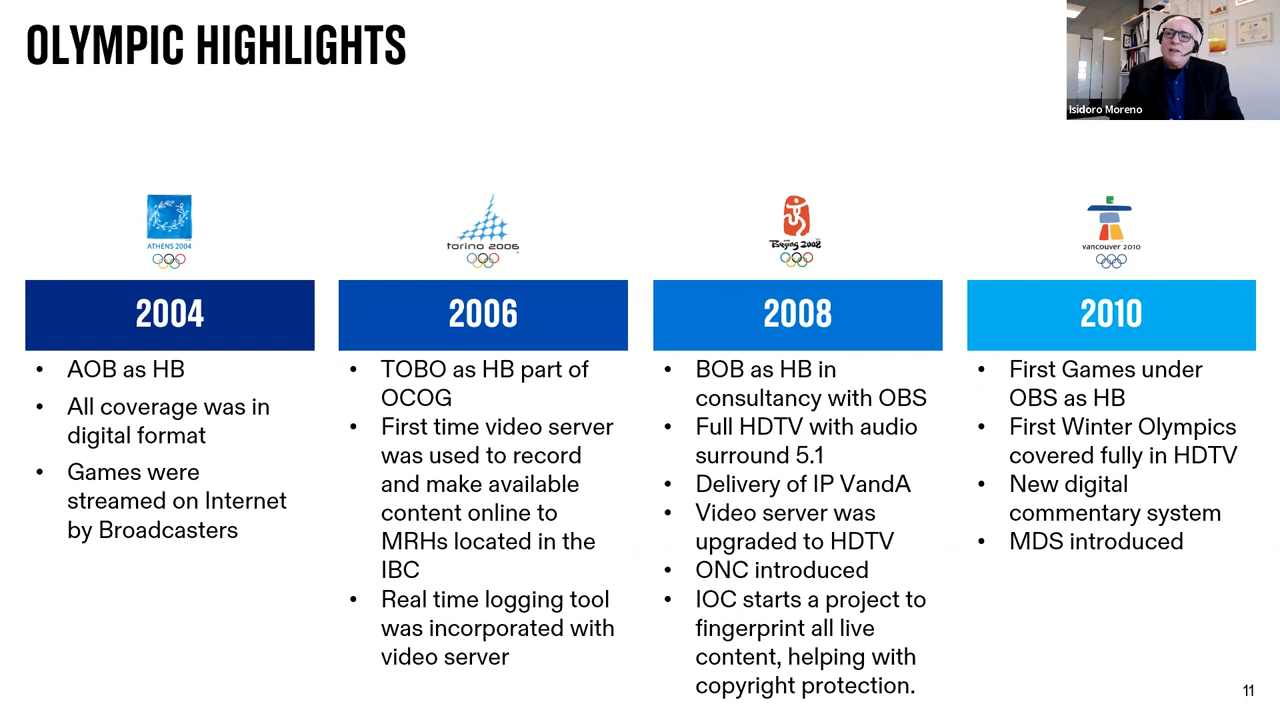 OLYMPIC HIGHLIGHTS
Isidoro Moreno
ATHENS 2004
torino 2006
Beijing 2008
vancouver 2010
2004
• AOB as HB
• All coverage was in
digital format
• Games were
streamed on Internet
by Broadcasters
2006
• TOBO as HB part of
OCOG
• First time video server
was used to record
and make available
content online to
MRHs located in the
IBC
• Real time logging tool
was incorporated with
video server
2008
• BOB as HB in
consultancy with OBS
• Full HDTV with audio
surround 5.1
• Delivery of IP VandA
• Video server was
upgraded to HDTV
• ONC introduced
• IOC starts a project to
fingerprint all live
content, helping with
copyright protection.
2010
• First Games under
OBS as HB
• First Winter Olympics
covered fully in HDTV
• New digital
commentary system
• MDS introduced
11